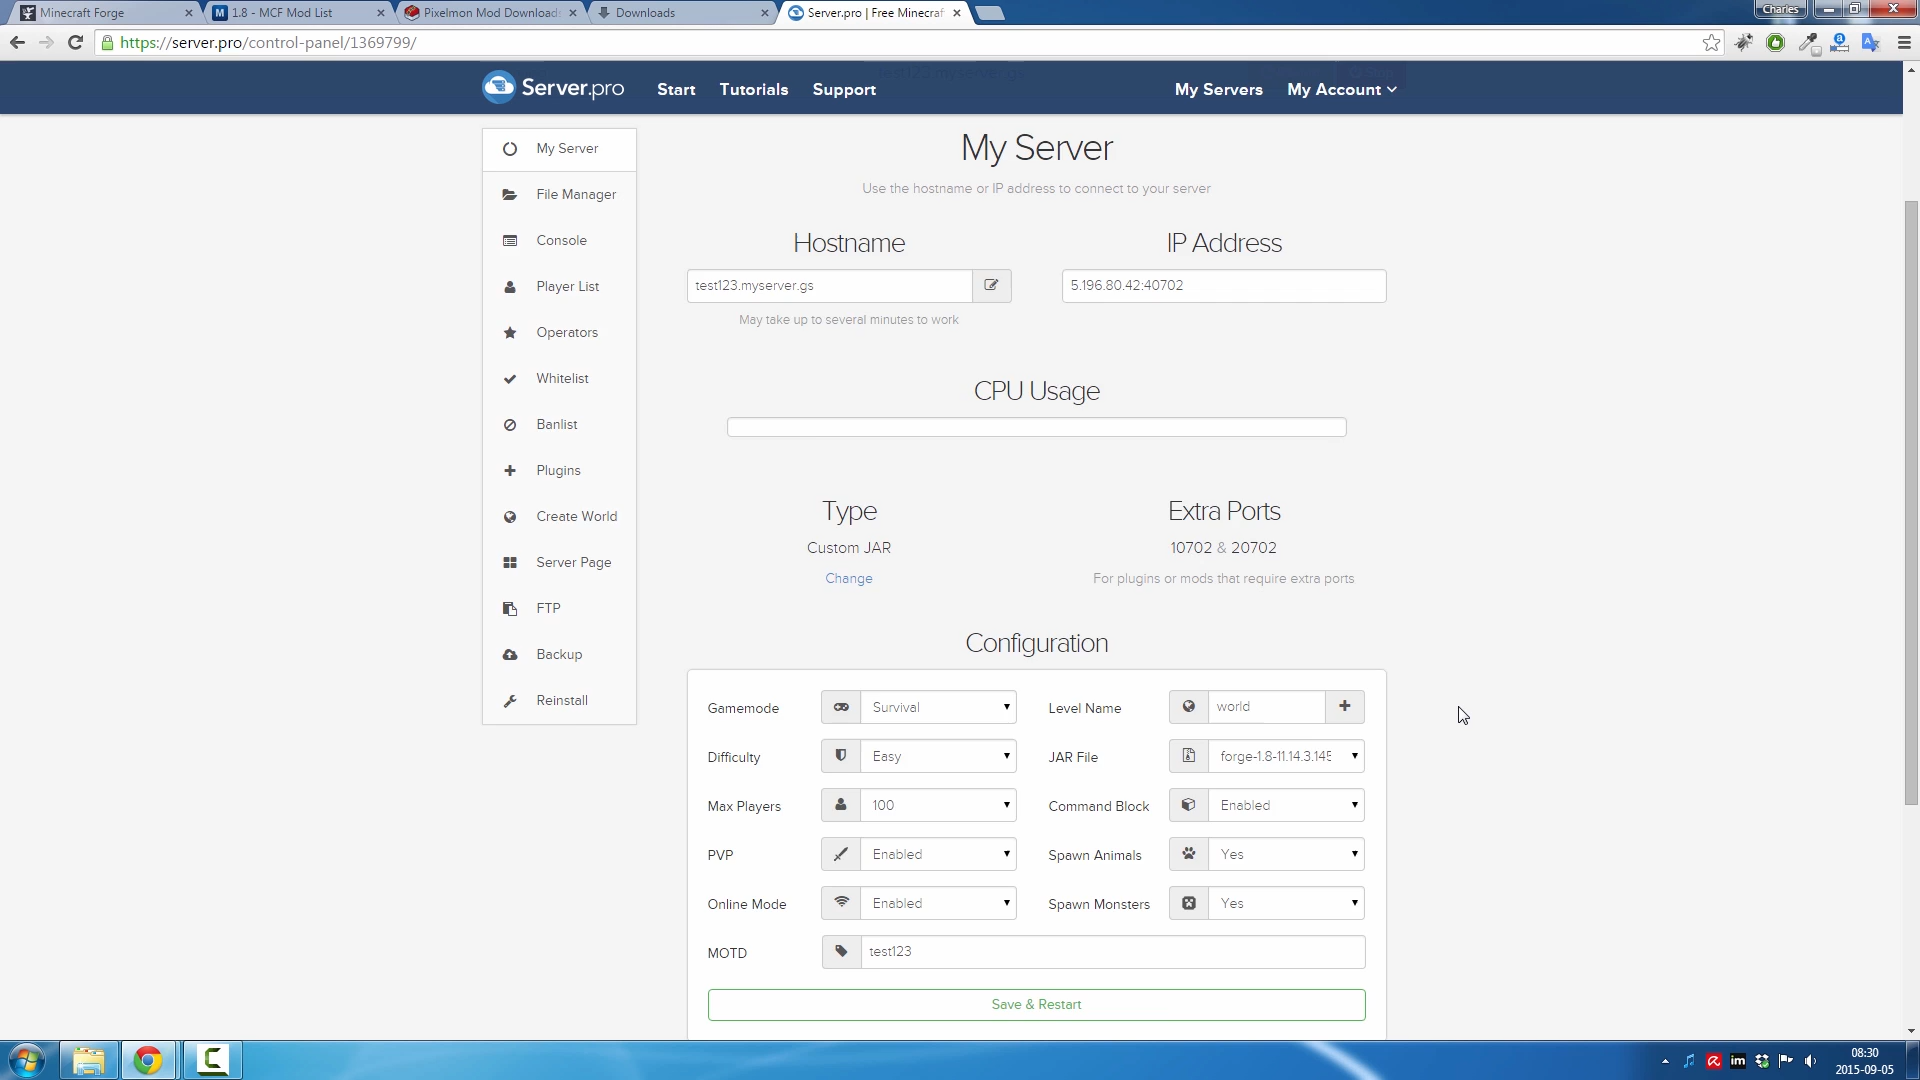 Minecraft Forge
1.8 - MCF Mod List
Pixelmon Mod Downloads
Downloads
Server.pro | Free Minecraf
Charles
https://server.pro/control-panel/1369799/
Server.pro
Start
Tutorials
Support
My Servers
My Account
My Server
File Manager
Console
Player List
Operators
Whitelist
Banlist
Plugins
Create World
Server Page
FTP
Backup
Reinstall
My Server
Use the hostname or IP address to connect to your server
Hostname
IP Address
test123.myserver.gs
5.196.80.42:40702
May take up to several minutes to work
CPU Usage
Type
Extra Ports
Custom JAR
10702 & 20702
Change
For plugins or mods that require extra ports
Configuration
Gamemode
Survival
Level Name
world
Difficulty
Easy
JAR File
forge-1.8-11.14.3.145
Max Players
100
Command Block
Enabled
PVP
Enabled
Spawn Animals
Yes
Online Mode
Enabled
Spawn Monsters
Yes
MOTD
test123
Save & Restart
im
08:30
2015-09-05